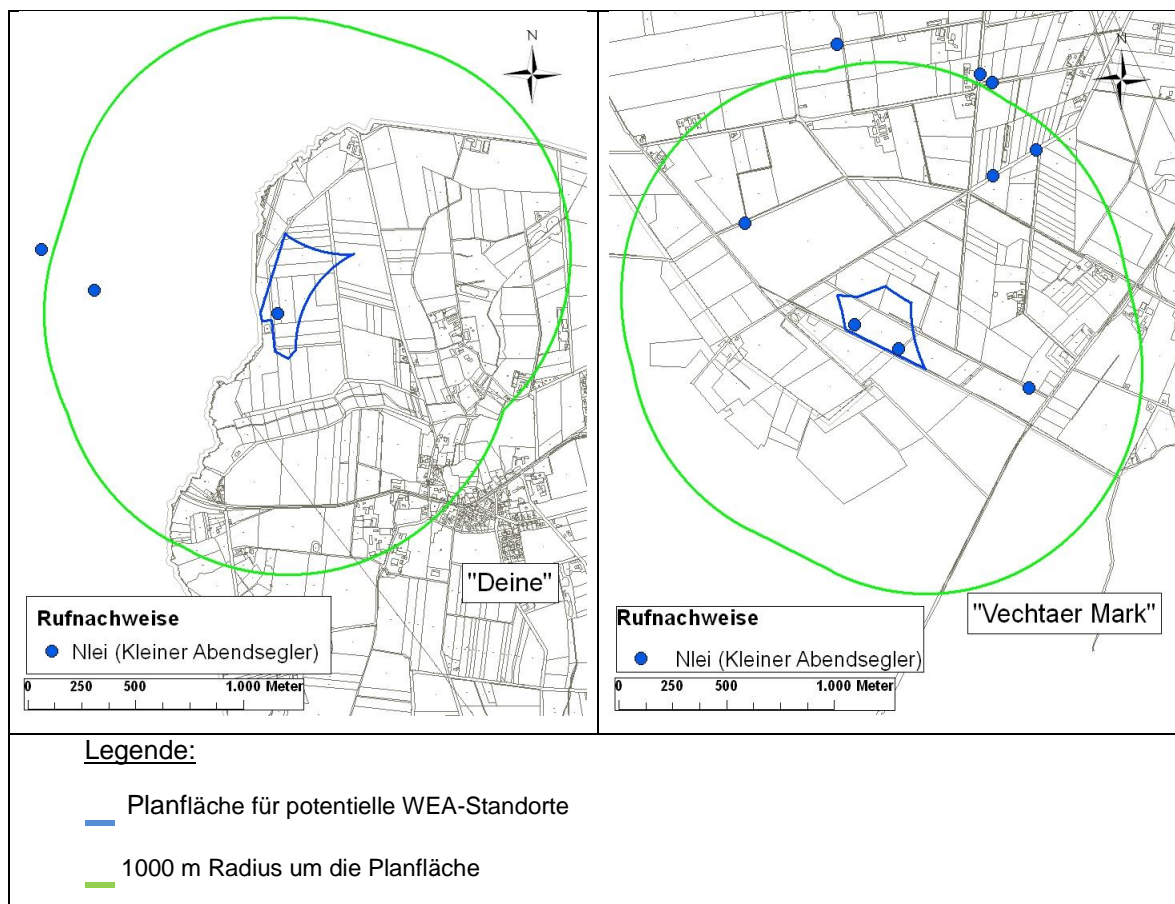 N
"Deine"
Rufnachweise
Nlei (Kleiner Abendsegler)
0 250 500 1.000 Meter
N
"Vechtaer Mark"
Rufnachweise
Nlei (Kleiner Abendsegler)
0 250 500 1.000 Meter
Legende:
Planfläche für potentielle WEA-Standorte
1000 m Radius um die Planfläche